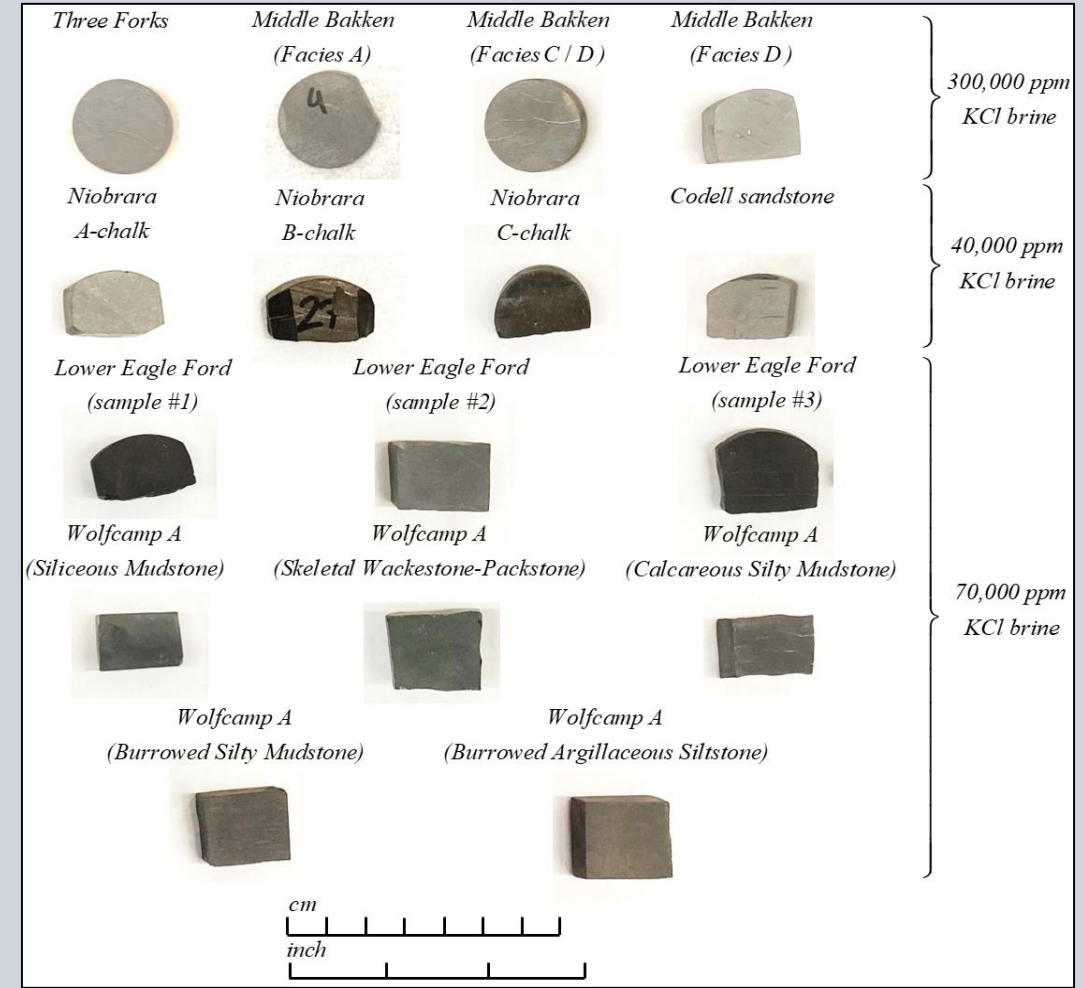 Three Forks
Middle Bakken
(Facies A)
Middle Bakken
(Facies C / D)
Middle Bakken
(Facies D)
300,000 ppm
KCl brine
4
Niobrara
A-chalk
Niobrara
B-chalk
Niobrara
C-chalk
Codell sandstone
40,000 ppm
KCl brine
27
Lower Eagle Ford
(sample #1)
Lower Eagle Ford
(sample #2)
Lower Eagle Ford
(sample #3)
Wolfcamp A
(Siliceous Mudstone)
Wolfcamp A
(Skeletal Wackestone-Packstone)
Wolfcamp A
(Calcareous Silty Mudstone)
70,000 ppm
KCl brine
Wolfcamp A
(Burrowed Silty Mudstone)
Wolfcamp A
(Burrowed Argillaceous Siltstone)
cm
inch